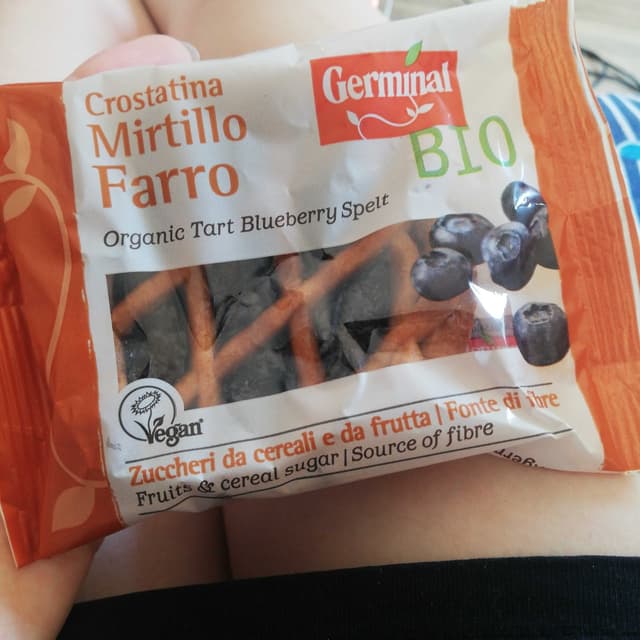 Crostatina
Mirtillo
Farro
Organic Tart Blueberry Spelt
Germinal
BIO
Vegan
Zuccheri da cereali e da frutta | Fonte di fibre
Fruits & cereal sugar | Source of fibre